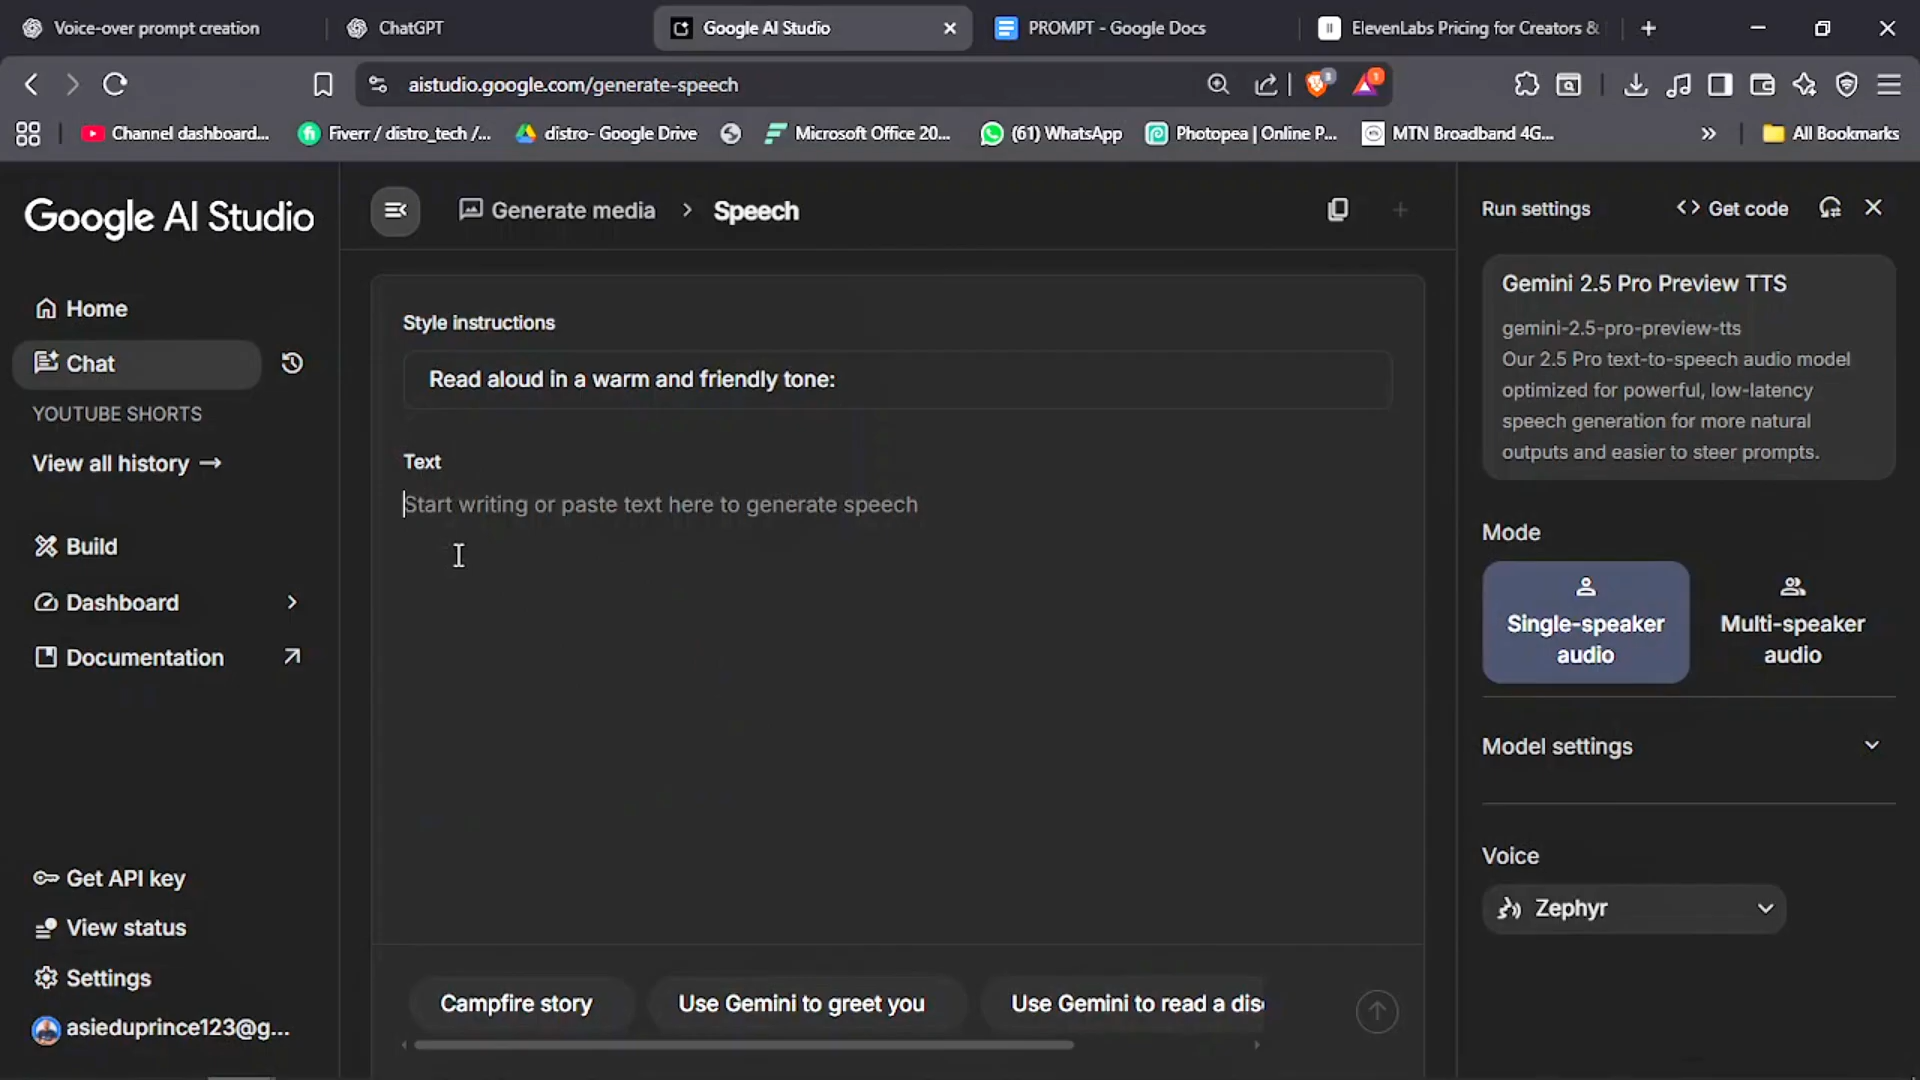 Voice-over prompt creation
ChatGPT
Google AI Studio
PROMPT - Google Docs
ElevenLabs Pricing for Creators &
aistudio.google.com/generate-speech
Channel dashboard...
Fiverr / distro_tech /...
distro- Google Drive
Microsoft Office 20...
(61) WhatsApp
Photopea | Online P...
MTN Broadband 4G...
»
All Bookmarks
Google AI Studio
Home
Chat
YOUTUBE SHORTS
View all history →
Build
Dashboard
Documentation
Get API key
View status
Settings
asieduprince123@g...
Generate media > Speech
Style instructions
Read aloud in a warm and friendly tone:
Text
Start writing or paste text here to generate speech
Campfire story
Use Gemini to greet you
Use Gemini to read a dis
Run settings
<> Get code
Gemini 2.5 Pro Preview TTS
gemini-2.5-pro-preview-tts
Our 2.5 Pro text-to-speech audio model
optimized for powerful, low-latency
speech generation for more natural
outputs and easier to steer prompts.
Mode
Single-speaker
audio
Multi-speaker
audio
Model settings
Voice
Zephyr